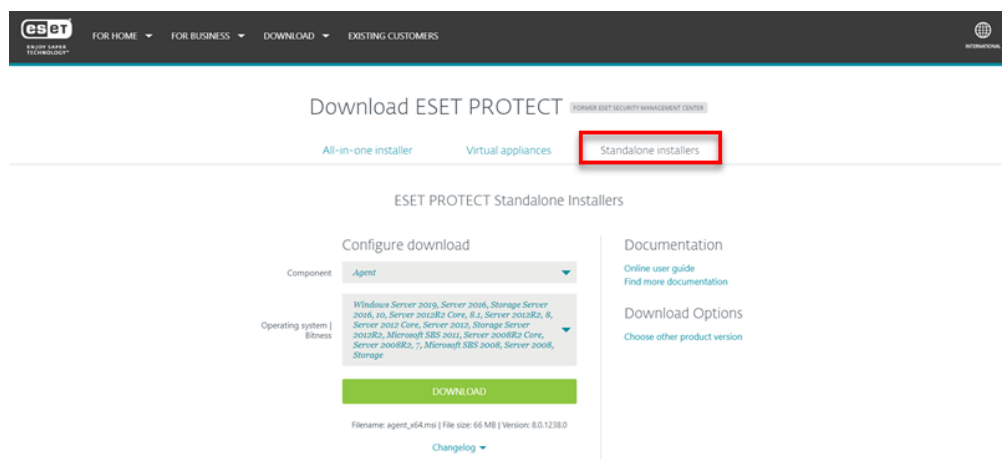 eset
ENJOY SAFER
TECHNOLOGY™
FOR HOME
FOR BUSINESS
DOWNLOAD
EXISTING CUSTOMERS
INTERNATIONAL
Download ESET PROTECT
FORMER ESET SECURITY MANAGEMENT CENTER
All-in-one installer
Virtual appliances
Standalone installers
ESET PROTECT Standalone Installers
Configure download
Component
Agent
Operating system |
Bitness
Windows Server 2019, Server 2016, Storage Server
2016, 10, Server 2012R2 Core, 8.1, Server 2012R2, 8,
Server 2012 Core, Server 2012, Storage Server
2012R2, Microsoft SBS 2011, Server 2008R2 Core,
Server 2008R2, 7, Microsoft SBS 2008, Server 2008,
Storage
DOWNLOAD
Filename: agent_x64.msi | File size: 66 MB | Version: 8.0.1238.0
Changelog
Documentation
Online user guide
Find more documentation
Download Options
Choose other product version